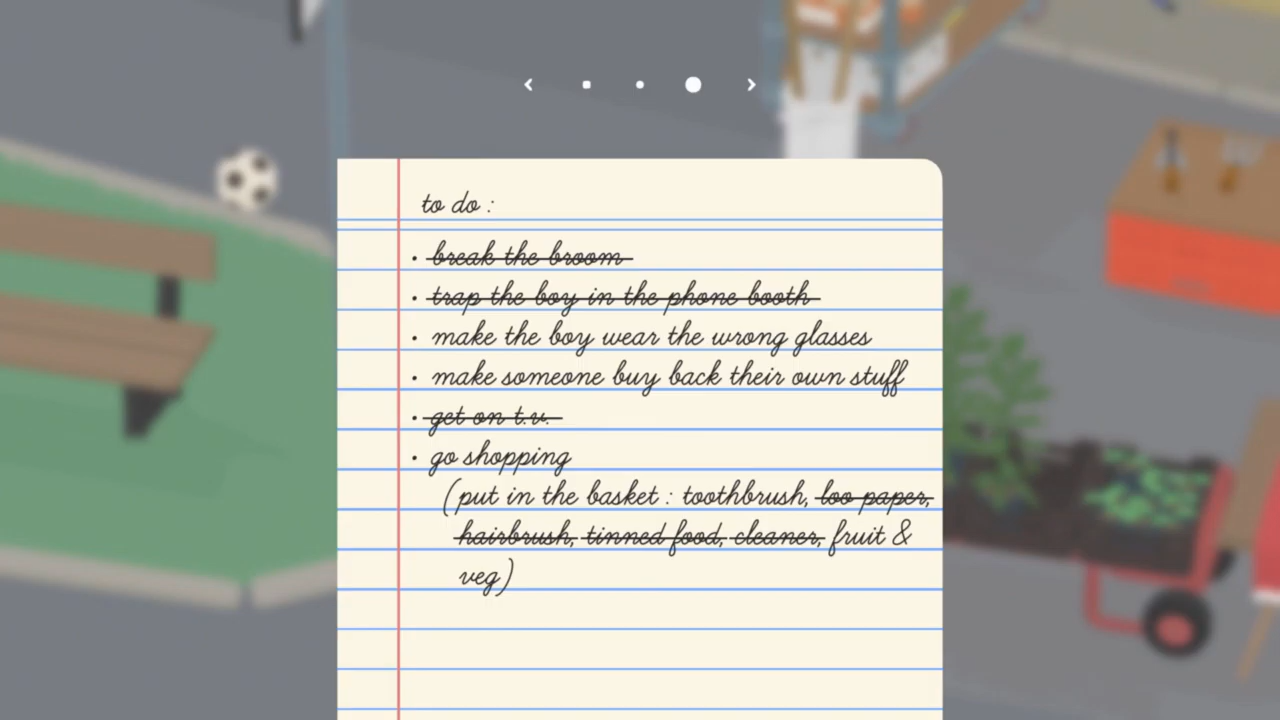 to do :
• break the broom
• trap the boy in the phone booth
• make the boy wear the wrong glasses
• make someone buy back their own stuff
• get on t.v.
• go shopping
(put in the basket : toothbrush, loo paper,
hairbrush, tinned food, cleaner, fruit &
veg)